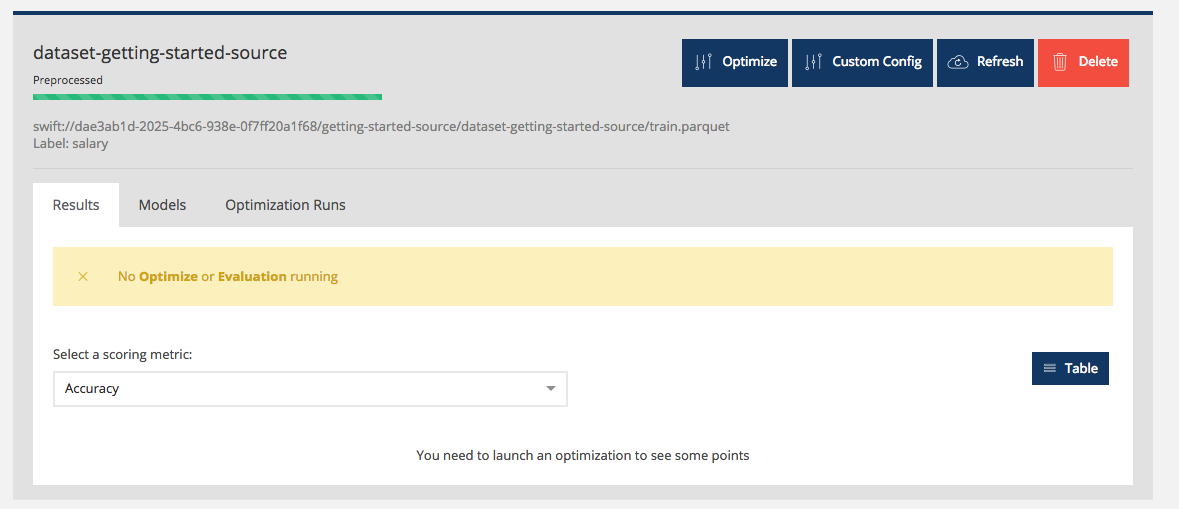 dataset-getting-started-source
Optimize
Custom Config
Refresh
Delete
Preprocessed
swift://dae3ab1d-2025-4bc6-938e-0f7ff20a1f68/getting-started-source/dataset-getting-started-source/train.parquet
Label: salary
Results
Models
Optimization Runs
No Optimize or Evaluation running
Select a scoring metric:
Accuracy
Table
You need to launch an optimization to see some points